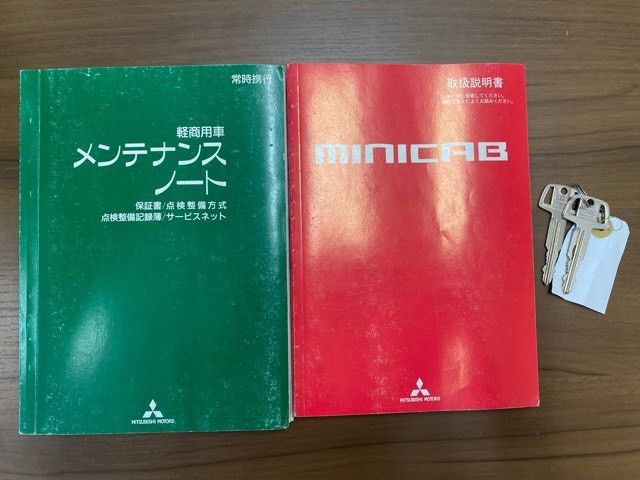 常時携行
軽商用車
メンテナンス
ノート
保証書/点検整備方式
点検整備記録簿/サービスネット
MITSUBISHI MOTORS
取扱説明書
MINICAB
MITSUBISHI MOTORS